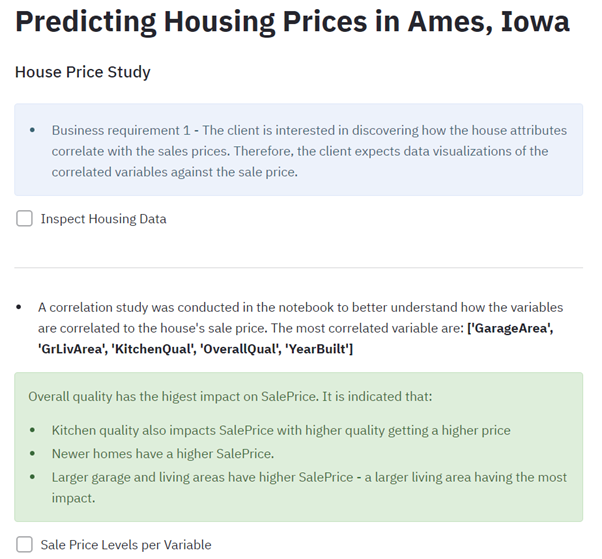 Predicting Housing Prices in Ames, Iowa
House Price Study
Business requirement 1 - The client is interested in discovering how the house attributes
correlate with the sales prices. Therefore, the client expects data visualizations of the
correlated variables against the sale price.
Inspect Housing Data
A correlation study was conducted in the notebook to better understand how the variables
are correlated to the house's sale price. The most correlated variable are: ['GarageArea',
'GrLivArea', 'KitchenQual', 'OverallQual', 'YearBuilt']
Overall quality has the higest impact on SalePrice. It is indicated that:
Kitchen quality also impacts SalePrice with higher quality getting a higher price
Newer homes have a higher SalePrice.
Larger garage and living areas have higher SalePrice - a larger living area having the most
impact.
Sale Price Levels per Variable